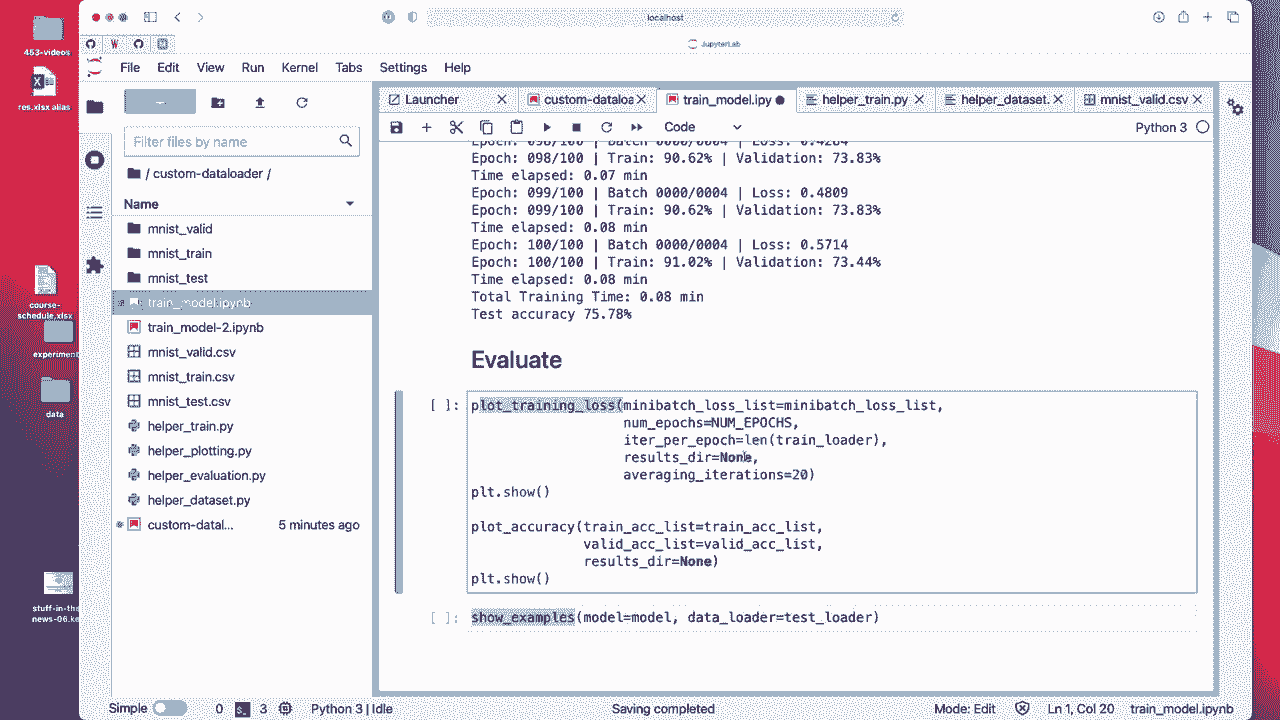 localhost
JupyterLab
453-videos
res.xlsx alias
course-
schedule.xlsx
experiment
data
stuff-in-the
news-06.ke
File Edit View Run Kernel Tabs Settings Help
Filter files by name
/ custom-dataloader /
Name
mnist_valid
mnist_train
mnist_test
train_model.ipynb
train_model-2.ipynb
mnist_valid.csv
mnist_train.csv
mnist_test.csv
helper_train.py
helper_plotting.py
helper_evaluation.py
helper_dataset.py
custom-datal... 5 minutes ago
Launcher custom-dataloa train_model.ipy helper_train.py helper_dataset. mnist_valid.csv
Code Python 3
Epoch: 098/100 | Batch 0000/0004 | Loss: 0.4284
Epoch: 098/100 | Train: 90.62% | Validation: 73.83%
Time elapsed: 0.07 min
Epoch: 099/100 | Batch 0000/0004 | Loss: 0.4809
Epoch: 099/100 | Train: 90.62% | Validation: 73.83%
Time elapsed: 0.08 min
Epoch: 100/100 | Batch 0000/0004 | Loss: 0.5714
Epoch: 100/100 | Train: 91.02% | Validation: 73.44%
Time elapsed: 0.08 min
Total Training Time: 0.08 min
Test accuracy 75.78%
Evaluate
[ ]: plot_training_loss(minibatch_loss_list=minibatch_loss_list,
num_epochs=NUM_EPOCHS,
iter_per_epoch=len(train_loader),
results_dir=None,
averaging_iterations=20)
plt.show()
plot_accuracy(train_acc_list=train_acc_list,
valid_acc_list=valid_acc_list,
results_dir=None)
plt.show()
[ ]: show_examples(model=model, data_loader=test_loader)
Simple 0 3 Python 3 | Idle Saving completed Mode: Edit Ln 1, Col 20 train_model.ipynb